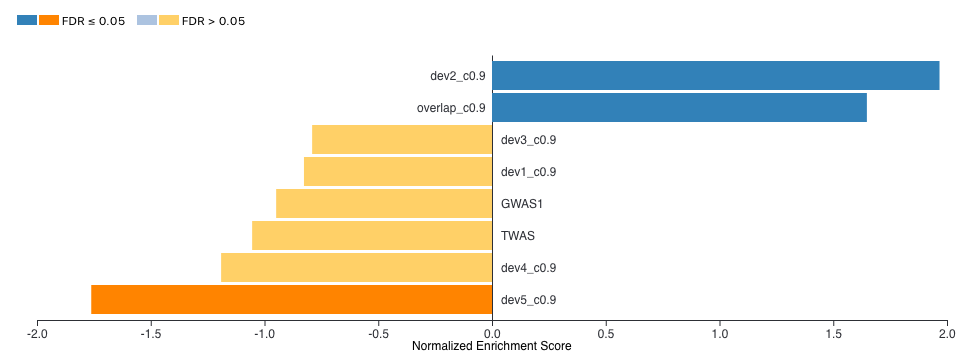 FDR ≤ 0.05 FDR > 0.05
dev2_c0.9
overlap_c0.9
dev3_c0.9
dev1_c0.9
GWAS1
TWAS
dev4_c0.9
dev5_c0.9
-2.0 -1.5 -1.0 -0.5 0.0 0.5 1.0 1.5 2.0
Normalized Enrichment Score